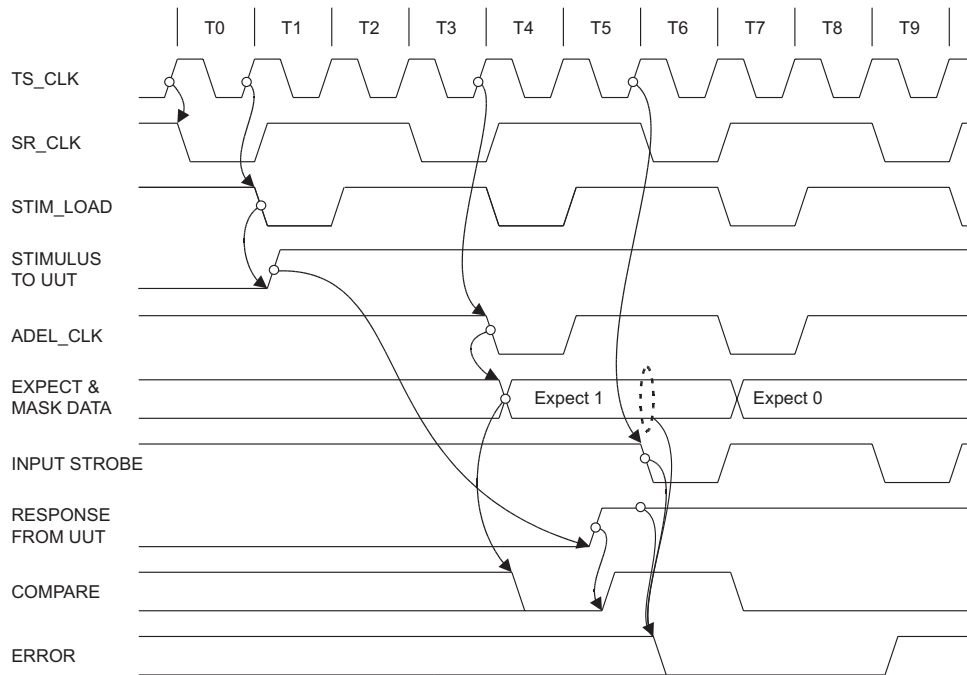 T0 T1 T2 T3 T4 T5 T6 T7 T8 T9
TS_CLK
SR_CLK
STIM_LOAD
STIMULUS
TO UUT
ADEL_CLK
EXPECT &
MASK DATA
Expect 1 Expect 0
INPUT STROBE
RESPONSE
FROM UUT
COMPARE
ERROR